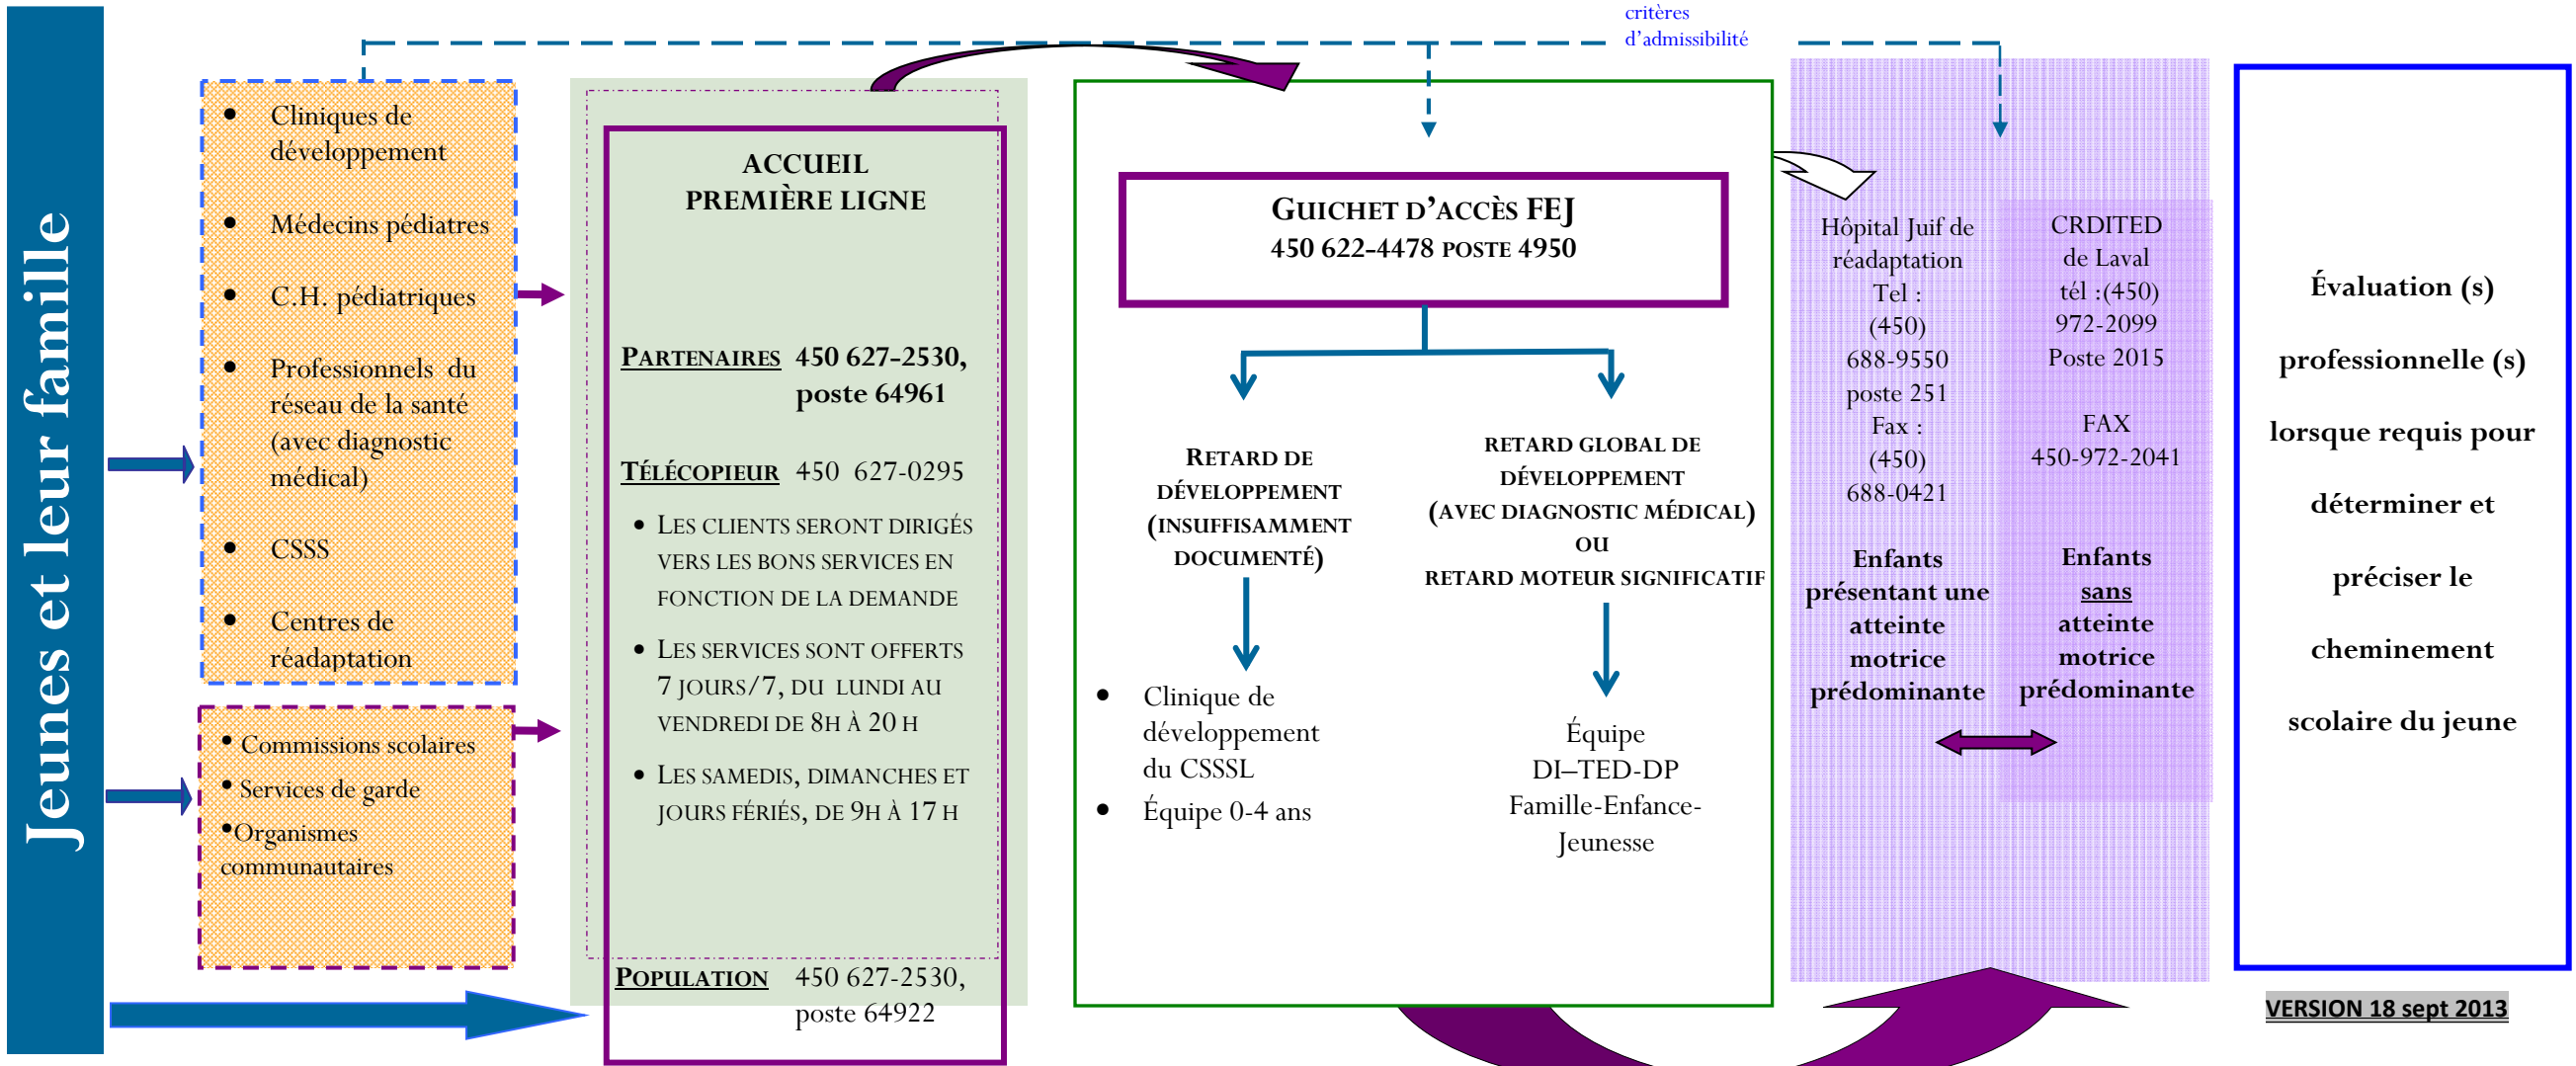 Jeunes et leur famille
critères
d’admissibilité
• Cliniques de
développement
• Médecins pédiatres
• C.H. pédiatriques
• Professionnels du
réseau de la santé
(avec diagnostic
médical)
• CSSS
• Centres de
réadaptation
• Commissions scolaires
• Services de garde
•Organismes
communautaires
ACCUEIL
PREMIÈRE LIGNE
PARTENAIRES 450 627-2530,
poste 64961
TÉLÉCOPIEUR 450 627-0295
• LES CLIENTS SERONT DIRIGÉS
VERS LES BONS SERVICES EN
FONCTION DE LA DEMANDE
• LES SERVICES SONT OFFERTS
7 JOURS/7, DU LUNDI AU
VENDREDI DE 8H À 20 H
• LES SAMEDIS, DIMANCHES ET
JOURS FÉRIÉS, DE 9H À 17 H
POPULATION 450 627-2530,
poste 64922
GUICHET D’ACCÈS FEJ
450 622-4478 POSTE 4950
RETARD DE
DÉVELOPPEMENT
(INSUFFISAMMENT
DOCUMENTÉ)
• Clinique de
développement
du CSSSL
• Équipe 0-4 ans
RETARD GLOBAL DE
DÉVELOPPEMENT
(AVEC DIAGNOSTIC MÉDICAL)
OU
RETARD MOTEUR SIGNIFICATIF
Équipe
DI–TED-DP
Famille-Enfance-
Jeunesse
Hôpital Juif de
réadaptation
Tel :
(450)
688-9550
poste 251
Fax :
(450)
688-0421
Enfants
présentant une
atteinte
motrice
prédominante
CRDITED
de Laval
tél :(450)
972-2099
Poste 2015
FAX
450-972-2041
Enfants
sans
atteinte
motrice
prédominante
Évaluation (s)
professionnelle (s)
lorsque requis pour
déterminer et
préciser le
cheminement
scolaire du jeune
VERSION 18 sept 2013